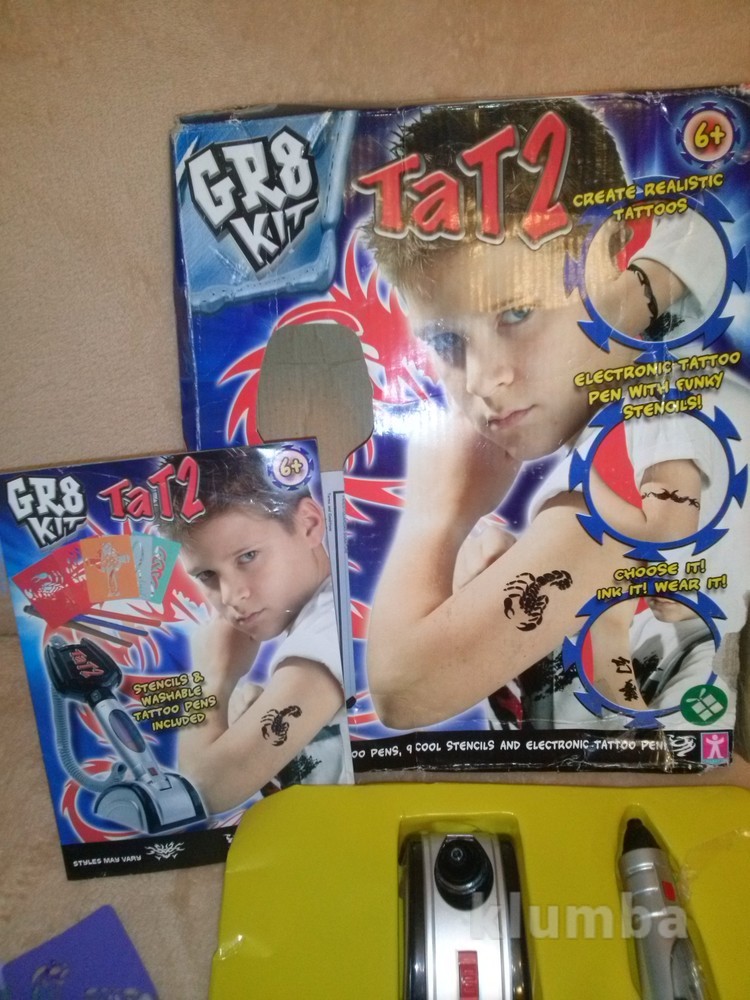 GR8
KIT
TaT2
6+
CREATE REALISTIC
TATTOOS
ELECTRONIC TATTOO
PEN WITH FUNKY
STENCILS!
CHOOSE IT!
INK IT! WEAR IT!
PENS, 9 COOL STENCILS AND ELECTRONIC TATTOO PEN
GR8
KIT
TaT2
6+
TaT2
STENCILS &
WASHABLE
TATTOO PENS
INCLUDED
STYLES MAY VARY
klumba